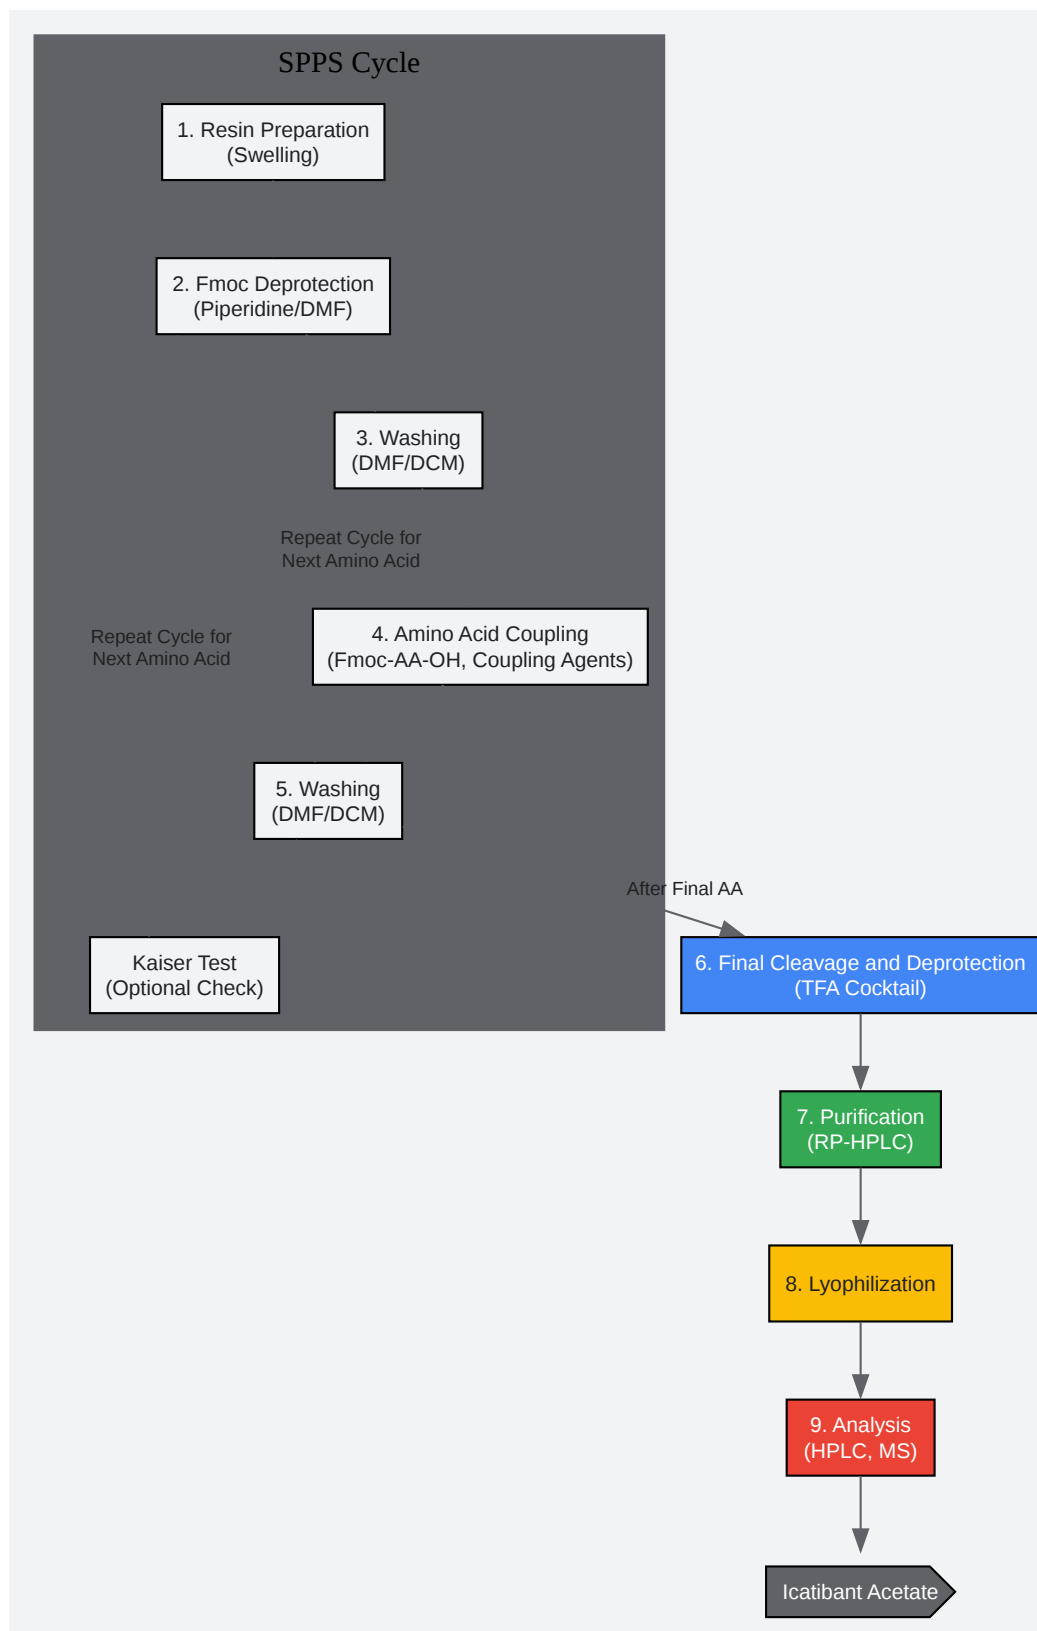 SPPS Cycle
1. Resin Preparation
(Swelling)
2. Fmoc Deprotection
(Piperidine/DMF)
3. Washing
(DMF/DCM)
Repeat Cycle for
Next Amino Acid
Repeat Cycle for
Next Amino Acid
4. Amino Acid Coupling
(Fmoc-AA-OH, Coupling Agents)
5. Washing
(DMF/DCM)
After Final AA
Kaiser Test
(Optional Check)
6. Final Cleavage and Deprotection
(TFA Cocktail)
7. Purification
(RP-HPLC)
8. Lyophilization
9. Analysis
(HPLC, MS)
Icatibant Acetate